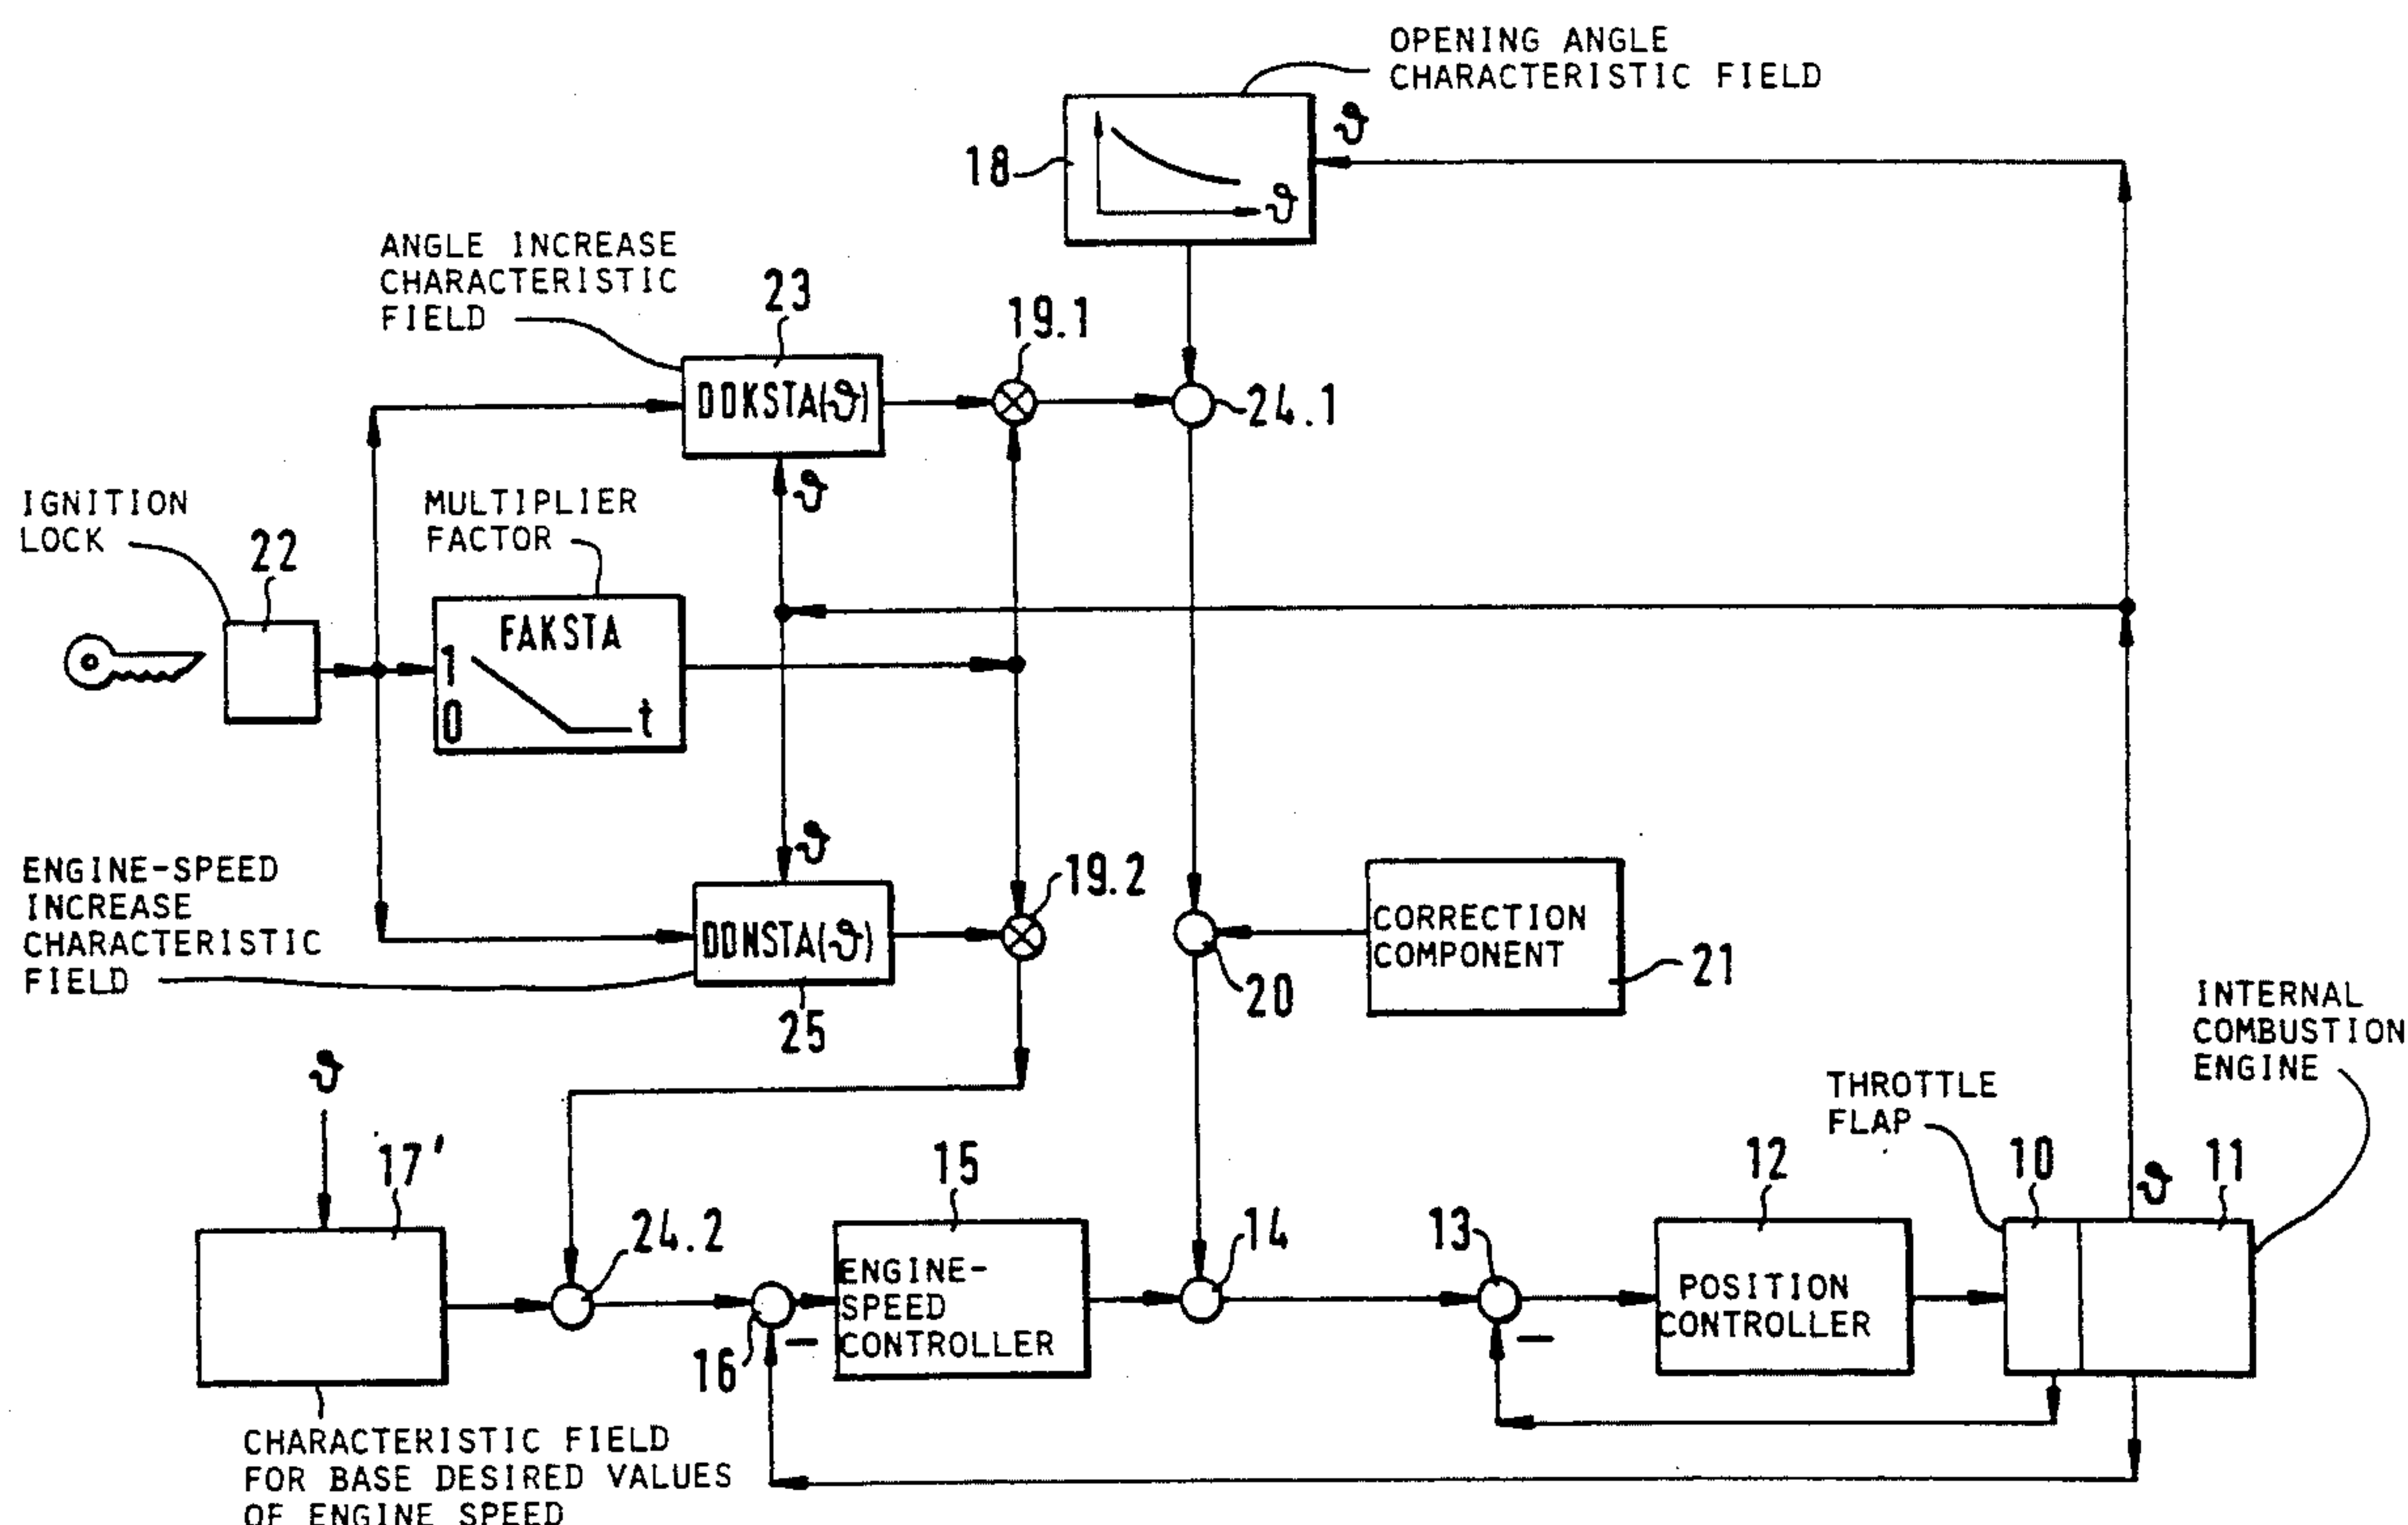 OPENING ANGLE
CHARACTERISTIC FIELD
ϑ
18
ϑ
ANGLE INCREASE
CHARACTERISTIC
FIELD
23
19.1
DDKSTA(ϑ)
24.1
ϑ
IGNITION
LOCK
22
MULTIPLIER
FACTOR
FAKSTA
1
0
t
ϑ
ENGINE-SPEED
INCREASE
CHARACTERISTIC
FIELD
DDNSTA(ϑ)
25
19.2
CORRECTION
COMPONENT
20
21
INTERNAL
COMBUSTION
ENGINE
THROTTLE
FLAP
ϑ
17'
24.2
16
−
15
ENGINE-
SPEED
CONTROLLER
14
13
−
12
POSITION
CONTROLLER
10
ϑ
11
CHARACTERISTIC FIELD
FOR BASE DESIRED VALUES
OF ENGINE SPEED